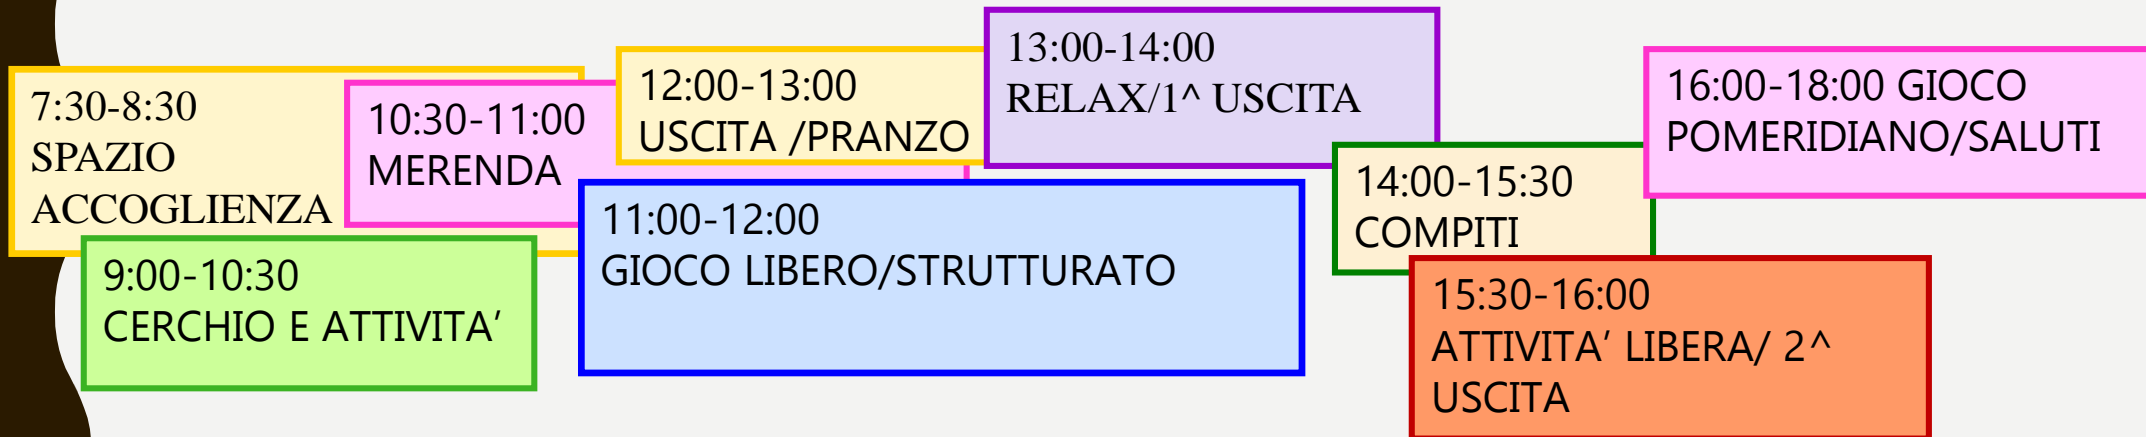 7:30-8:30
SPAZIO
ACCOGLIENZA
9:00-10:30
CERCHIO E ATTIVITA’
10:30-11:00
MERENDA
11:00-12:00
GIOCO LIBERO/STRUTTURATO
12:00-13:00
USCITA /PRANZO
13:00-14:00
RELAX/1^ USCITA
14:00-15:30
COMPITI
15:30-16:00
ATTIVITA’ LIBERA/ 2^
USCITA
16:00-18:00 GIOCO
POMERIDIANO/SALUTI